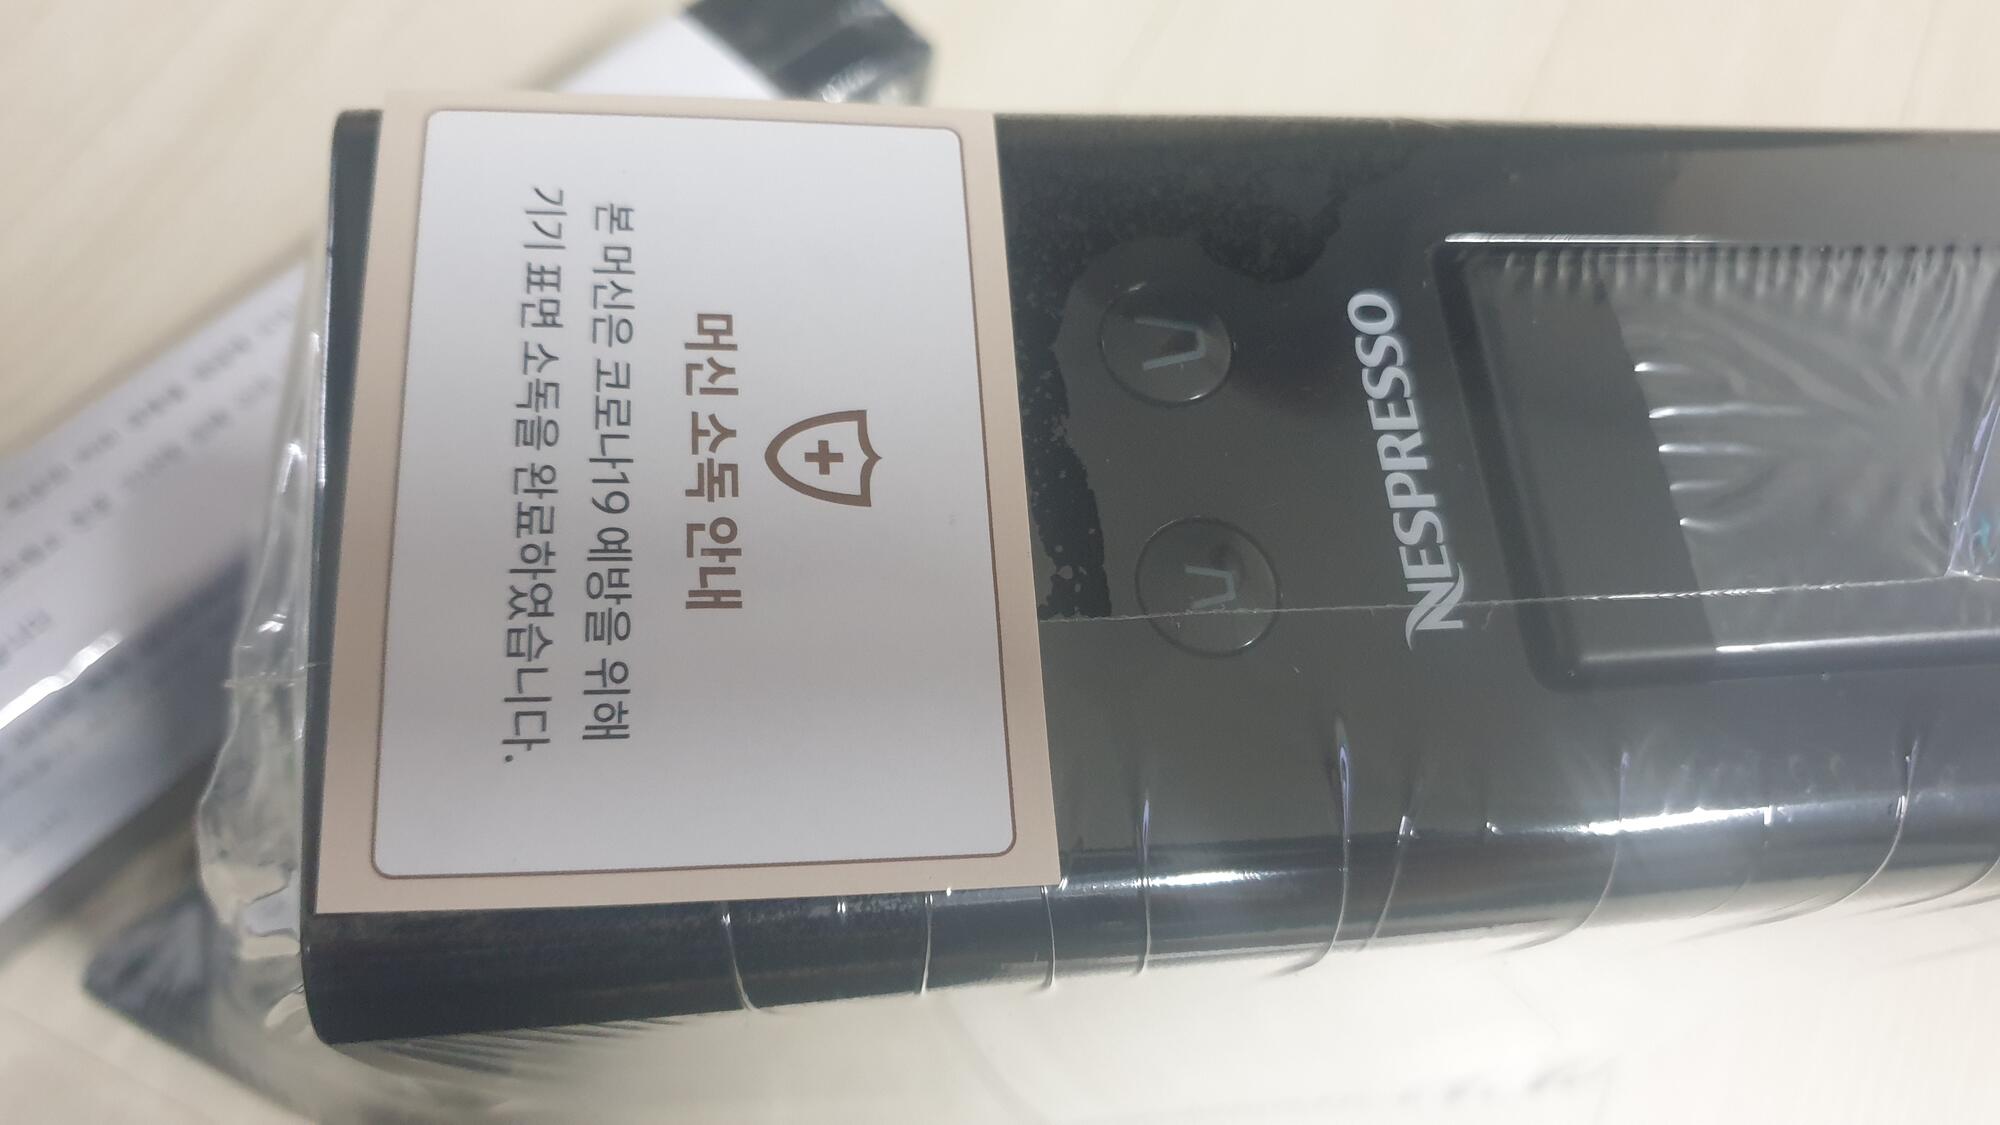 머신 소독 안내
본 머신은 코로나19 예방을 위해
기기 표면 소독을 완료하였습니다.
NESPRESSO